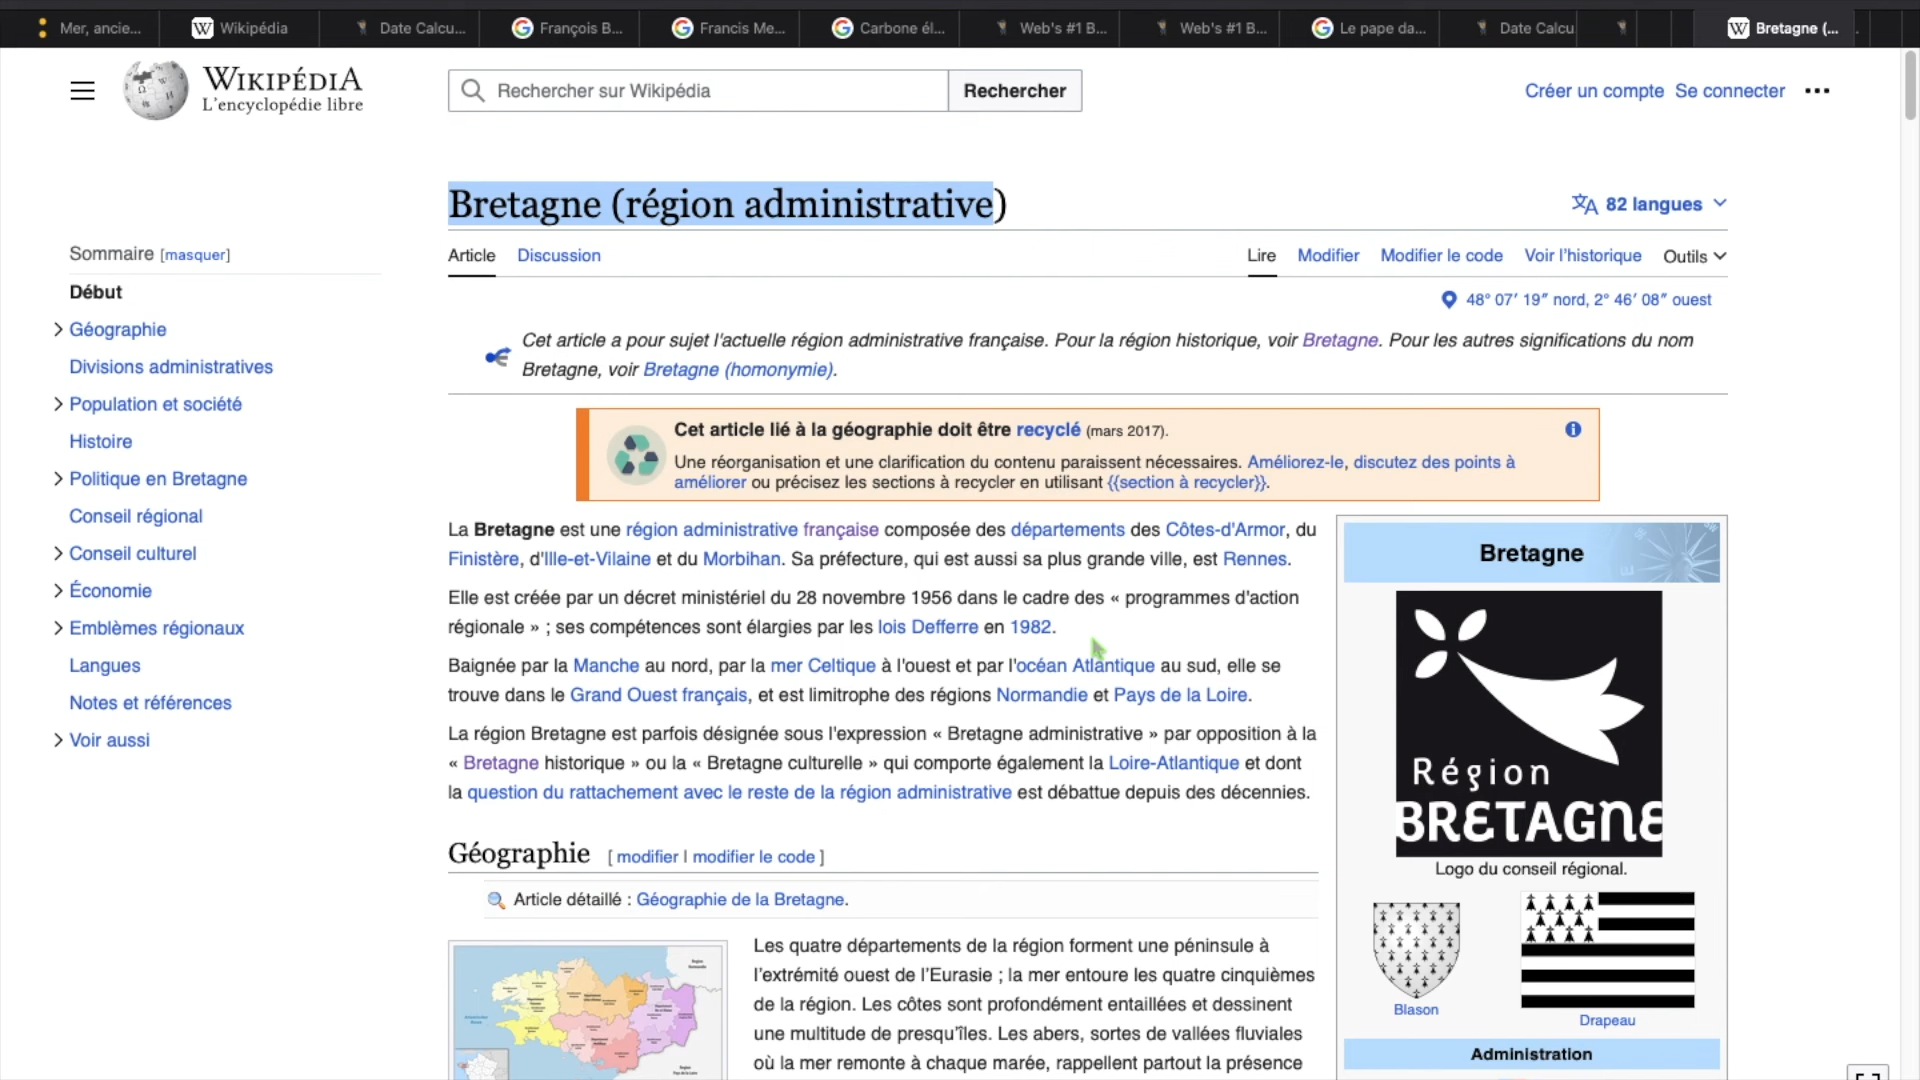 Mer, ancie...
Wikipédia
Date Calcu...
François B...
Francis Me...
Carbone él...
Web's #1 B...
Web's #1 B...
Le pape da...
Date Calcu
Bretagne (...
WIKIPÉDIA
L'encyclopédie libre
Rechercher sur Wikipédia
Rechercher
Créer un compte Se connecter
Bretagne (région administrative)
82 langues
Sommaire [masquer]
Début
Géographie
Divisions administratives
Population et société
Histoire
Politique en Bretagne
Conseil régional
Conseil culturel
Économie
Emblèmes régionaux
Langues
Notes et références
Voir aussi
Article Discussion
Lire Modifier Modifier le code Voir l'historique Outils
48° 07′ 19″ nord, 2° 46′ 08″ ouest
Cet article a pour sujet l'actuelle région administrative française. Pour la région historique, voir Bretagne. Pour les autres significations du nom
Bretagne, voir Bretagne (homonymie).
Cet article lié à la géographie doit être recyclé (mars 2017).
Une réorganisation et une clarification du contenu paraissent nécessaires. Améliorez-le, discutez des points à
améliorer ou précisez les sections à recycler en utilisant {{section à recycler}}.
La Bretagne est une région administrative française composée des départements des Côtes-d'Armor, du
Finistère, d'Ille-et-Vilaine et du Morbihan. Sa préfecture, qui est aussi sa plus grande ville, est Rennes.
Elle est créée par un décret ministériel du 28 novembre 1956 dans le cadre des « programmes d'action
régionale » ; ses compétences sont élargies par les lois Defferre en 1982.
Baignée par la Manche au nord, par la mer Celtique à l'ouest et par l'océan Atlantique au sud, elle se
trouve dans le Grand Ouest français, et est limitrophe des régions Normandie et Pays de la Loire.
La région Bretagne est parfois désignée sous l'expression « Bretagne administrative » par opposition à la
« Bretagne historique » ou la « Bretagne culturelle » qui comporte également la Loire-Atlantique et dont
la question du rattachement avec le reste de la région administrative est débattue depuis des décennies.
Géographie [ modifier | modifier le code ]
Article détaillé : Géographie de la Bretagne.
Les quatre départements de la région forment une péninsule à
l'extrémité ouest de l'Eurasie ; la mer entoure les quatre cinquièmes
de la région. Les côtes sont profondément entaillées et dessinent
une multitude de presqu'îles. Les abers, sortes de vallées fluviales
où la mer remonte à chaque marée, rappellent partout la présence
Bretagne
Région
BRETAGNE
Logo du conseil régional.
Blason
Drapeau
Administration